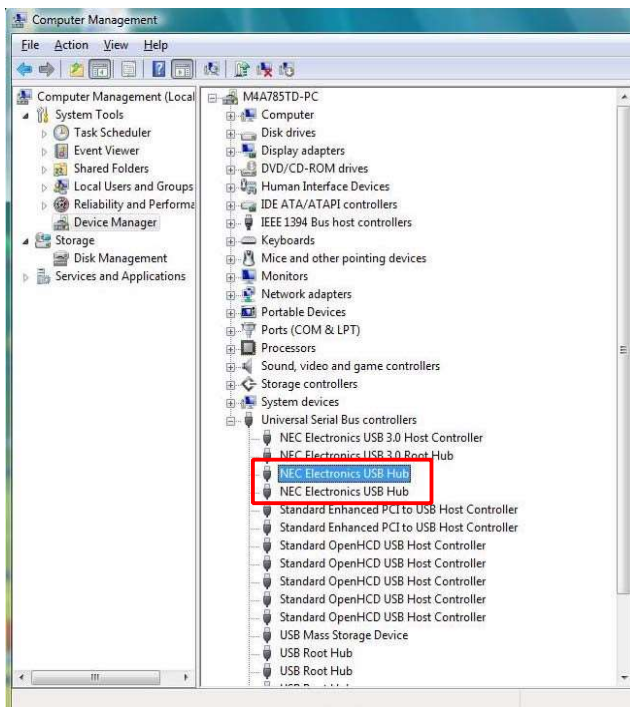 Computer Management
File Action View Help
Computer Management (Local
System Tools
Task Scheduler
Event Viewer
Shared Folders
Local Users and Groups
Reliability and Performa
Device Manager
Storage
Disk Management
Services and Applications
M4A785TD-PC
Computer
Disk drives
Display adapters
DVD/CD-ROM drives
Human Interface Devices
IDE ATA/ATAPI controllers
IEEE 1394 Bus host controllers
Keyboards
Mice and other pointing devices
Monitors
Network adapters
Portable Devices
Ports (COM & LPT)
Processors
Sound, video and game controllers
Storage controllers
System devices
Universal Serial Bus controllers
NEC Electronics USB 3.0 Host Controller
NEC Electronics USB 3.0 Root Hub
NEC Electronics USB Hub
NEC Electronics USB Hub
Standard Enhanced PCI to USB Host Controller
Standard Enhanced PCI to USB Host Controller
Standard OpenHCD USB Host Controller
Standard OpenHCD USB Host Controller
Standard OpenHCD USB Host Controller
Standard OpenHCD USB Host Controller
Standard OpenHCD USB Host Controller
USB Mass Storage Device
USB Root Hub
USB Root Hub